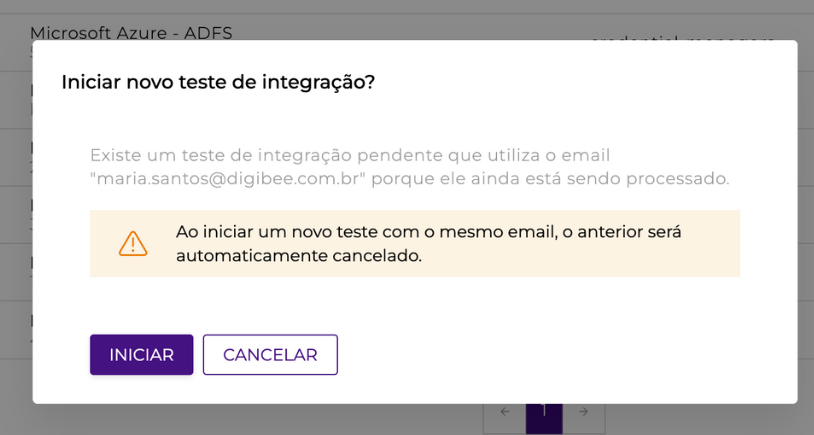 Microsoft Azure - ADFS
Iniciar novo teste de integração?
Existe um teste de integração pendente que utiliza o email
"maria.santos@digibee.com.br" porque ele ainda está sendo processado.
Ao iniciar um novo teste com o mesmo email, o anterior será
automaticamente cancelado.
INICIAR
CANCELAR
← 1 →